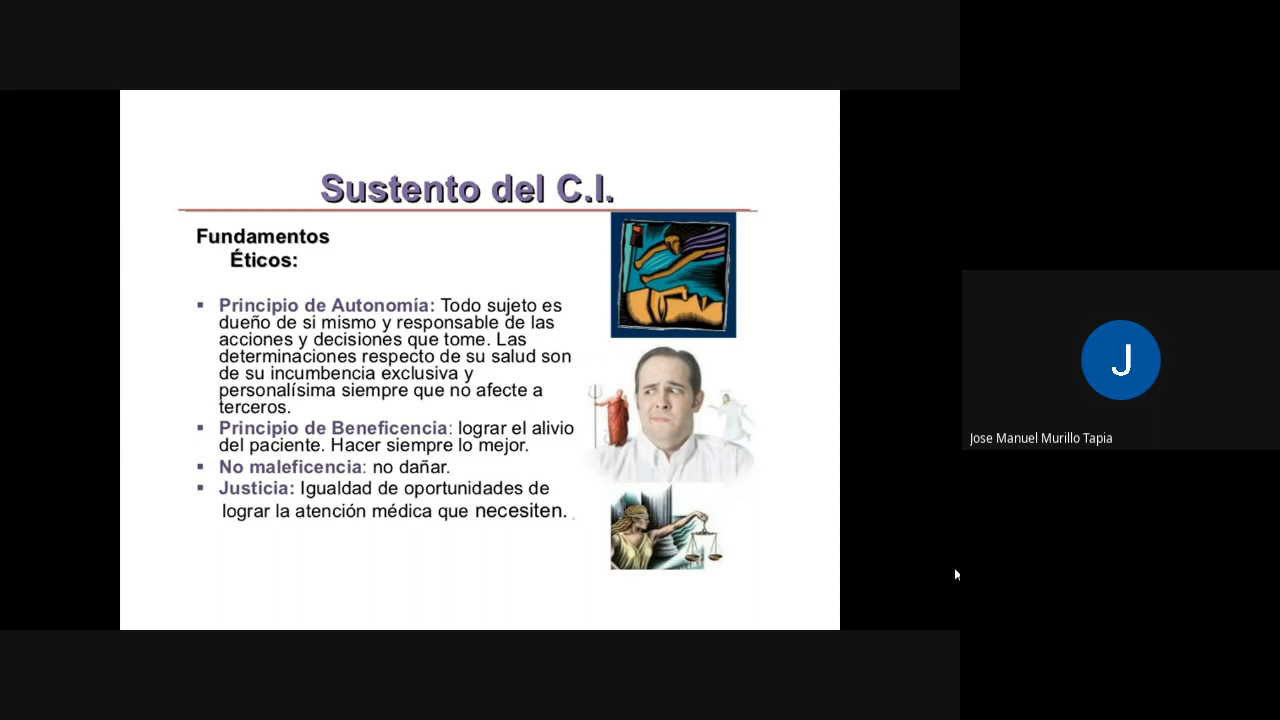 Sustento del C.I.
Fundamentos
Éticos:
▪ Principio de Autonomía: Todo sujeto es
dueño de si mismo y responsable de las
acciones y decisiones que tome. Las
determinaciones respecto de su salud son
de su incumbencia exclusiva y
personalísima siempre que no afecte a
terceros.
▪ Principio de Beneficencia: lograr el alivio
del paciente. Hacer siempre lo mejor.
▪ No maleficencia: no dañar.
▪ Justicia: Igualdad de oportunidades de
lograr la atención médica que necesiten.
J
Jose Manuel Murillo Tapia